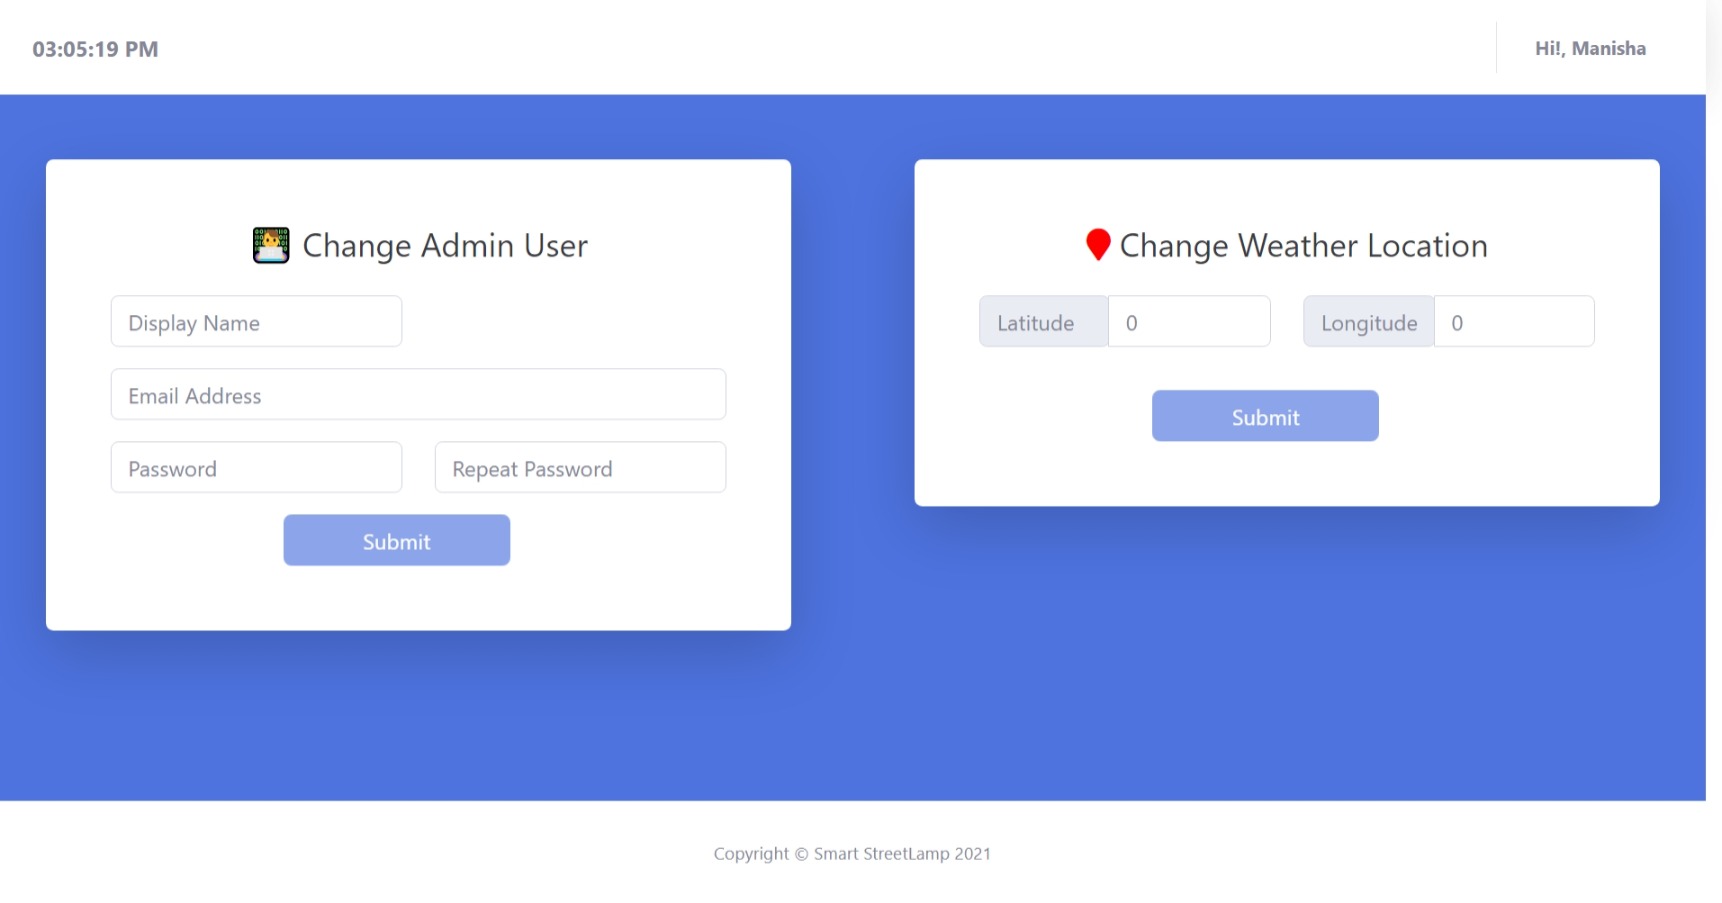 03:05:19 PM
Hi!, Manisha
Change Admin User
Display Name
Email Address
Password Repeat Password
Submit
Change Weather Location
Latitude 0 Longitude 0
Submit
Copyright © Smart StreetLamp 2021